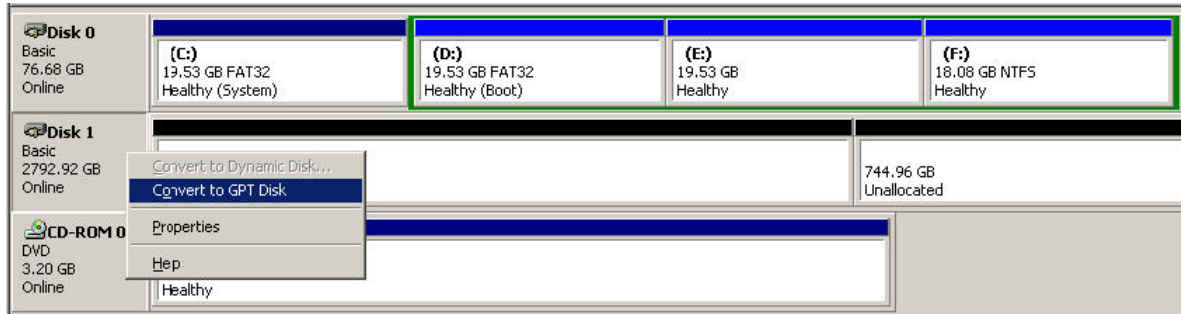 Disk 0
Basic
76.68 GB
Online
(C:)
19.53 GB FAT32
Healthy (System)
(D:)
19.53 GB FAT32
Healthy (Boot)
(E:)
19.53 GB
Healthy
(F:)
18.08 GB NTFS
Healthy
Disk 1
Basic
2792.92 GB
Online
744.96 GB
Unallocated
Convert to Dynamic Disk...
Convert to GPT Disk
Properties
Help
CD-ROM 0
DVD
3.20 GB
Online
Healthy